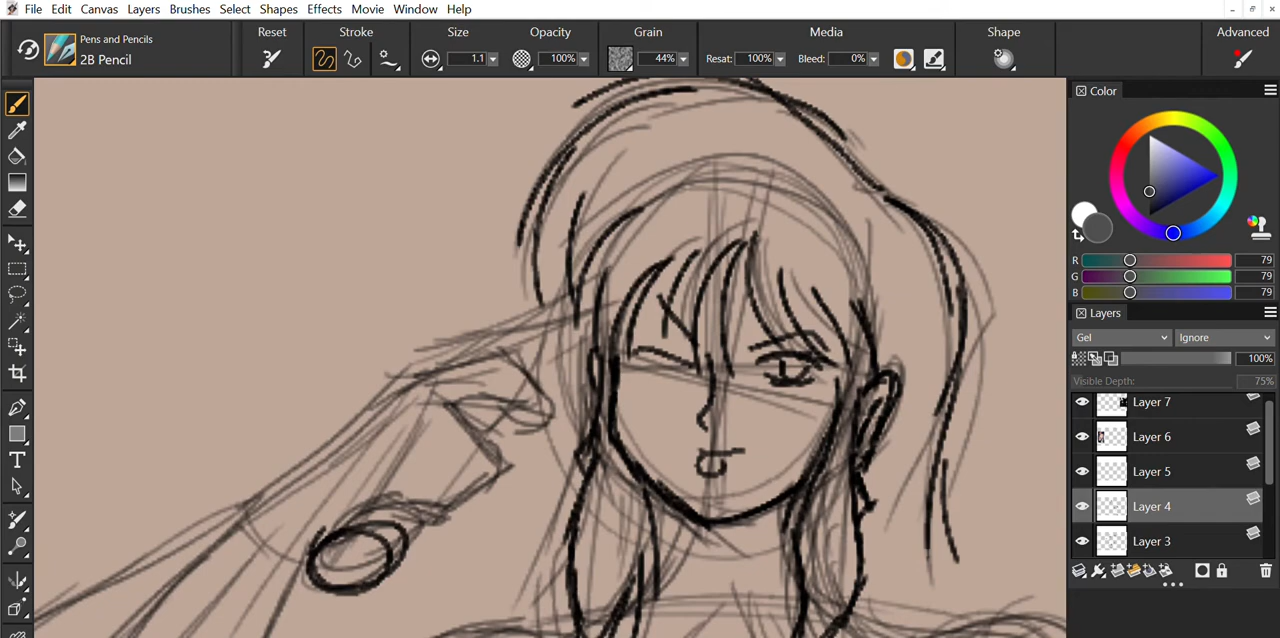 File Edit Canvas Layers Brushes Select Shapes Effects Movie Window Help
Pens and Pencils
2B Pencil
Reset
Stroke
Size
1.1
Opacity
100%
Grain
44%
Media
Resat: 100% Bleed: 0%
Shape
Advanced
Color
R 79
G 79
B 79
Layers
Gel Ignore
100%
Visible Depth: 75%
Layer 7
Layer 6
Layer 5
Layer 4
Layer 3
T